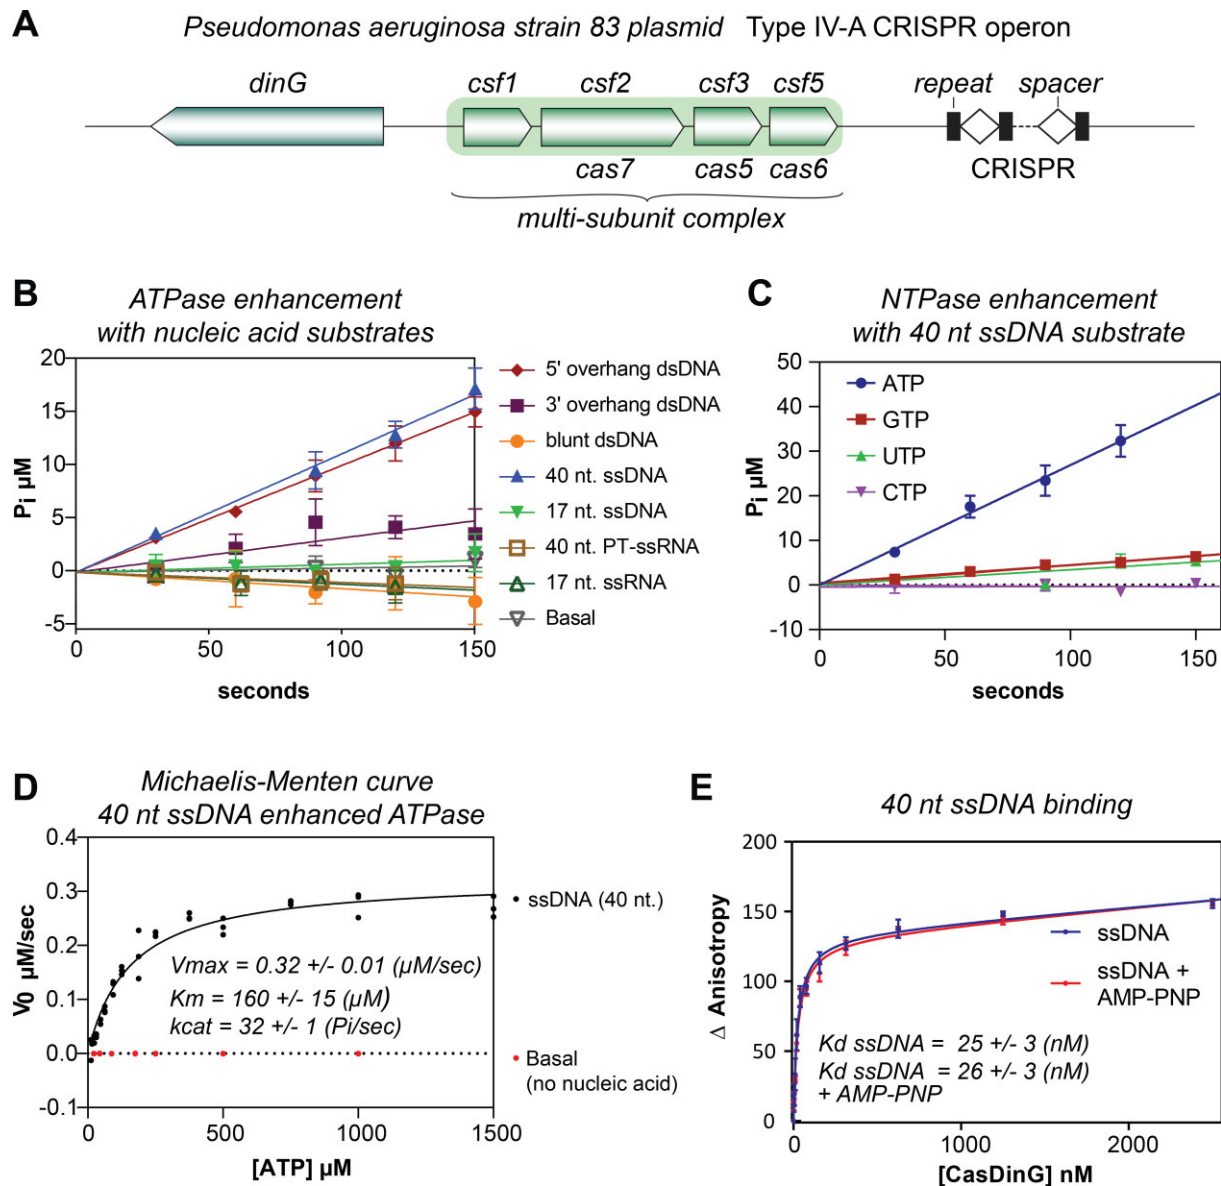 A
Pseudomonas aeruginosa strain 83 plasmid Type IV-A CRISPR operon
dinG
csf1 csf2 csf3 csf5
repeat spacer
cas7 cas5 cas6
CRISPR
multi-subunit complex
B
ATPase enhancement
with nucleic acid substrates
20
15
10
5
0
-5
Pi µM
50 100 150
seconds
5' overhang dsDNA
3' overhang dsDNA
blunt dsDNA
40 nt. ssDNA
17 nt. ssDNA
40 nt. PT-ssRNA
17 nt. ssRNA
Basal
C
NTPase enhancement
with 40 nt ssDNA substrate
50
40
30
20
10
0
-10
Pi µM
ATP
GTP
UTP
CTP
0 50 100 150
seconds
D
Michaelis-Menten curve
40 nt ssDNA enhanced ATPase
0.4
0.3
0.2
0.1
0.0
-0.1
V0 µM/sec
Vmax = 0.32 +/- 0.01 (µM/sec)
Km = 160 +/- 15 (µM)
kcat = 32 +/- 1 (Pi/sec)
ssDNA (40 nt.)
Basal
(no nucleic acid)
0 500 1000 1500
[ATP] µM
E
40 nt ssDNA binding
200
150
100
50
0
Δ Anisotropy
ssDNA
ssDNA +
AMP-PNP
Kd ssDNA = 25 +/- 3 (nM)
Kd ssDNA = 26 +/- 3 (nM)
+ AMP-PNP
0 1000 2000
[CasDinG] nM